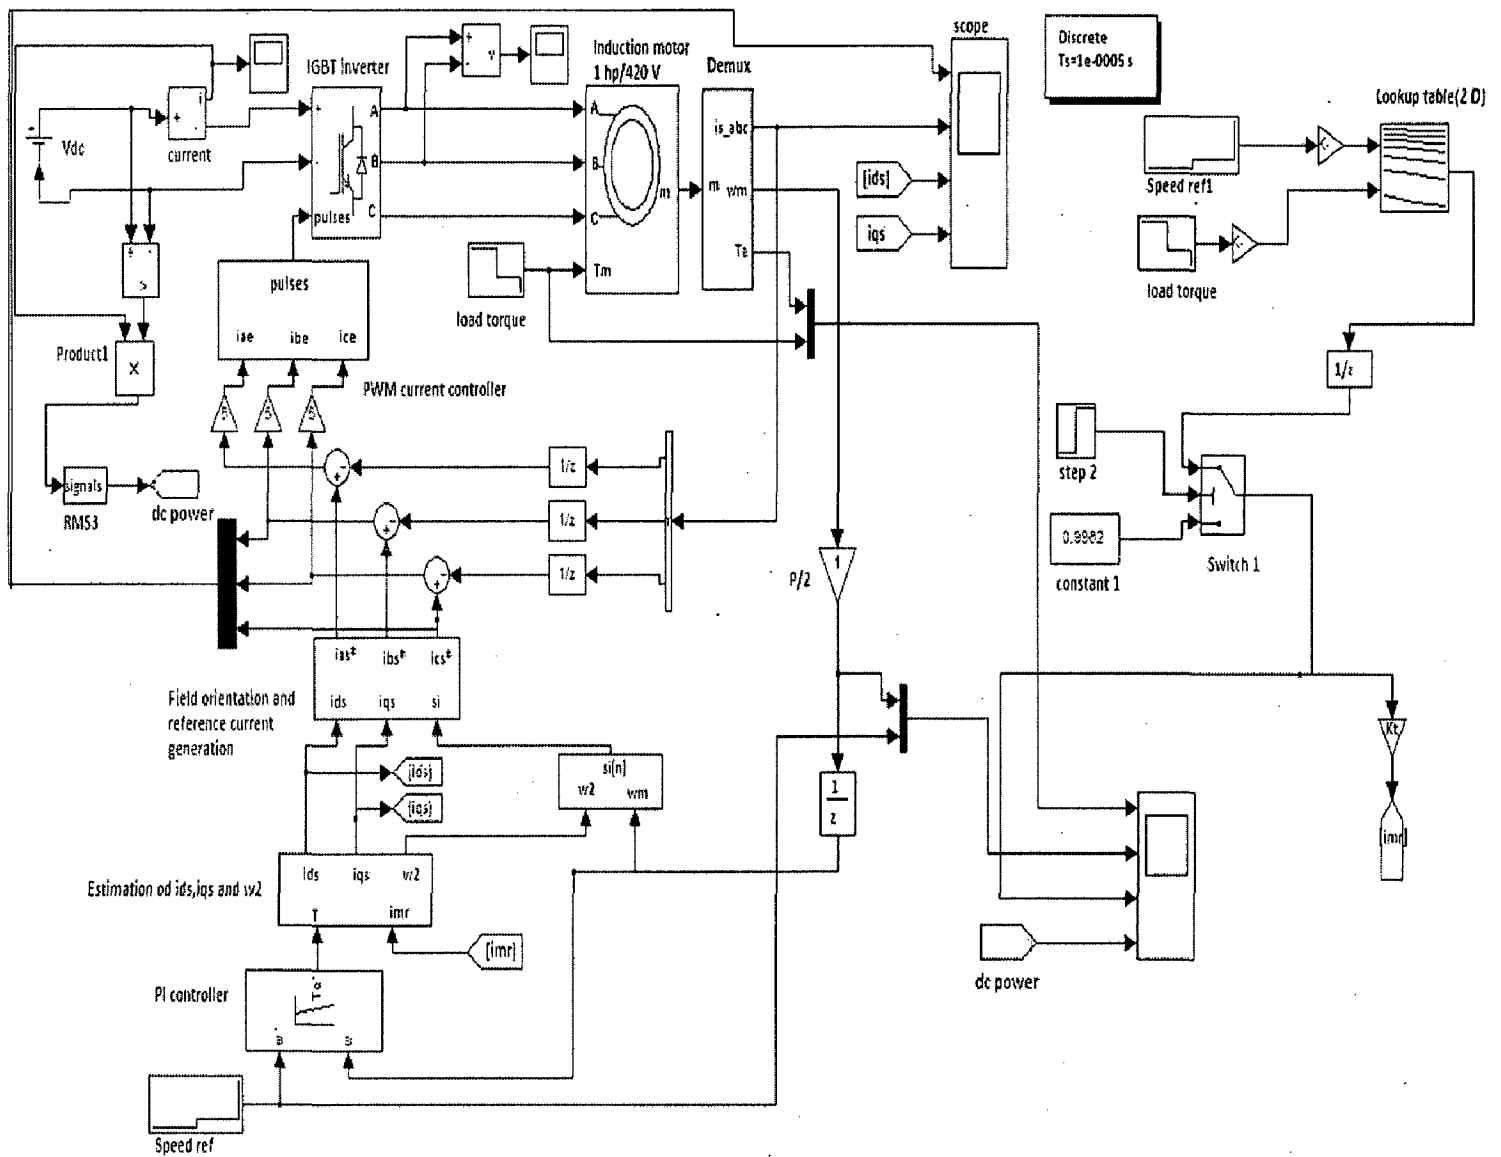 scope
Discrete
Ts=1e-0005 s
Induction motor
1 hp/420 V
Demux
IGBT Inverter
Lookup table(2 D)
i
+
-
current
Vdc
+
-
v
A
B
C
+
-
pulses
A
B
C
Tm
m
m
is_abc
wm
Te
[ids]
iqs
Speed ref1
load torque
load torque
pulses
iae ibe ice
PWM current controller
Product1
X
signals
RMS3
dc power
1/z
1/z
1/z
1/z
step 2
0.9982
constant 1
Switch 1
1
P/2
ias* ibs* ics*
ids iqs si
Field orientation and
reference current
generation
[ids]
[iqs]
si[n]
w2 wm
1
z
Kt
[imr]
ids iqs w2
T imr
Estimation od ids,iqs and w2
[imr]
PI controller
dc power
Speed ref